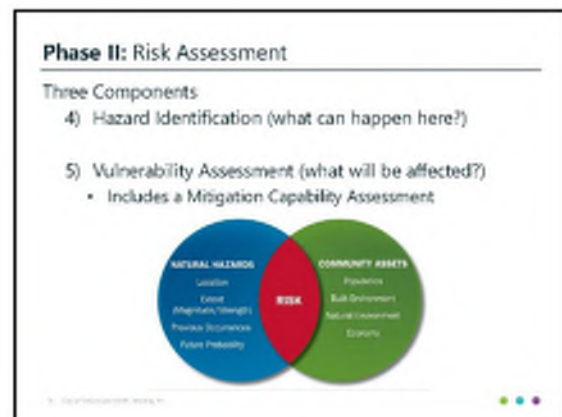 Phase II: Risk Assessment
Three Components
4) Hazard Identification (what can happen here?)
5) Vulnerability Assessment (what will be affected?)
• Includes a Mitigation Capability Assessment
NATURAL HAZARDS
Location
Extent
(Magnitude/Strength)
Previous Occurrences
Future Probability
RISK
COMMUNITY ASSETS
Population
Built Environment
Natural Environment
Economy